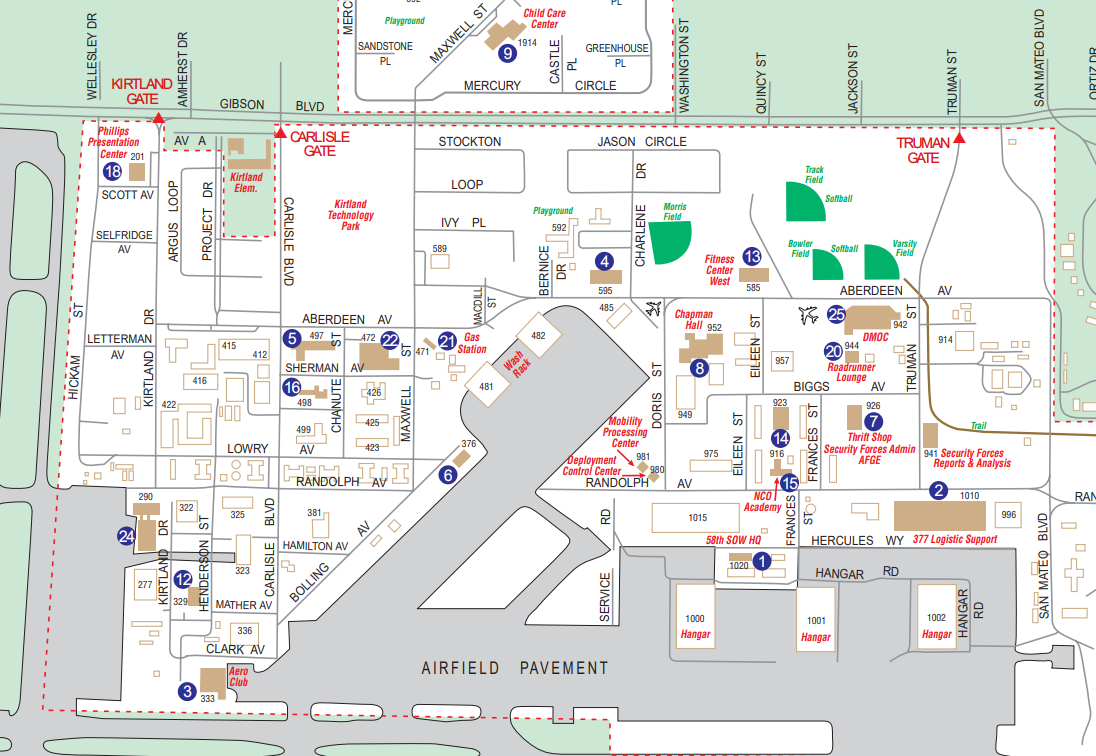 PL
Playground
MERC
MAXWELL ST
Child Care
Center
1914
9
SANDSTONE
PL
CASTLE
PL
GREENHOUSE
PL
MERCURY
CIRCLE
WELLESLEY DR
AMHERST DR
WASHINGTON ST
QUINCY ST
JACKSON ST
TRUMAN ST
SAN MATEO BLVD
ORTIZ DR
KIRTLAND
GATE
GIBSON
BLVD
CARLISLE
GATE
TRUMAN
GATE
Phillips
Presentation
Center
18
201
AV A
Kirtland
Elem.
SCOTT AV
SELFRIDGE
AV
ARGUS LOOP
PROJECT DR
CARLISLE BLVD
Kirtland
Technology
Park
STOCKTON
LOOP
JASON CIRCLE
IVY PL
589
Playground
592
BERNICE
DR
4
595
CHARLENE
DR
Morris
Field
Track
Field
Softball
Bowler
Field
Softball
Varsity
Field
13
Fitness
Center
West
585
ABERDEEN
AV
MACDILL
ST
485
482
481
Wash
Rack
HICKAM
ST
LETTERMAN
AV
KIRTLAND
DR
ABERDEEN AV
5
497
472
22
471
21
Gas
Station
415
412
416
422
SHERMAN AV
16
498
CHANUTE
ST
MAXWELL
ST
426
425
423
499
LOWRY
AV
RANDOLPH AV
376
6
Chapman
Hall
952
8
949
DORIS
ST
EILEEN ST
957
25
942
DMOC
20
944
Roadrunner
Lounge
TRUMAN
ST
914
BIGGS
AV
923
14
926
7
Thrift Shop
Security Forces Admin
AFGE
941
Security Forces
Reports & Analysis
Trail
EILEEN ST
FRANCES ST
916
15
NCO
Academy
975
Mobility
Processing
Center
981
980
Deployment
Control Center
RANDOLPH
AV
2
1010
996
377 Logistic Support
RAN
290
24
322
325
381
HENDERSON ST
KIRTLAND DR
CARLISLE
BLVD
HAMILTON AV
323
277
12
329
MATHER AV
336
CLARK AV
BOLLING
AV
3
333
Aero
Club
RD
SERVICE
1015
58th SOW HQ
1020
1
FRANCES
ST
HERCULES WY
HANGAR RD
HANGAR
RD
SAN MATEO BLVD
1000
Hangar
1001
Hangar
1002
Hangar
AIRFIELD PAVEMENT